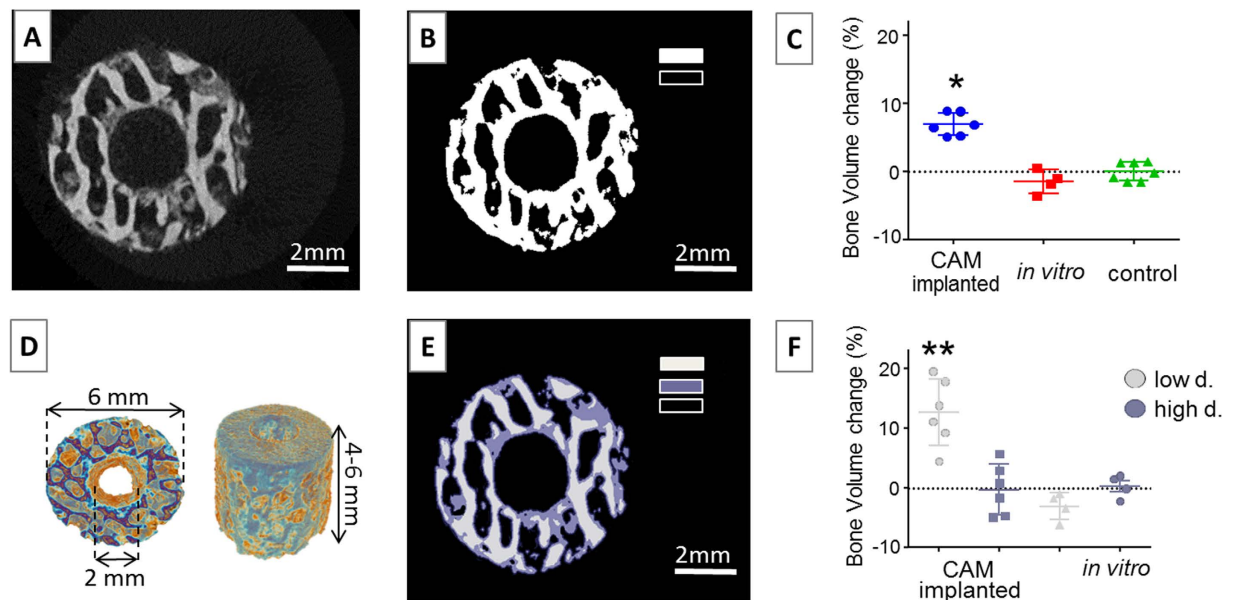 A
2mm
B
2mm
C
Bone Volume change (%)
20
10
0
-10
*
CAM
implanted
in vitro
control
D
6 mm
4-6 mm
2 mm
E
2mm
F
Bone Volume change (%)
20
10
0
-10
**
low d.
high d.
CAM
implanted
in vitro